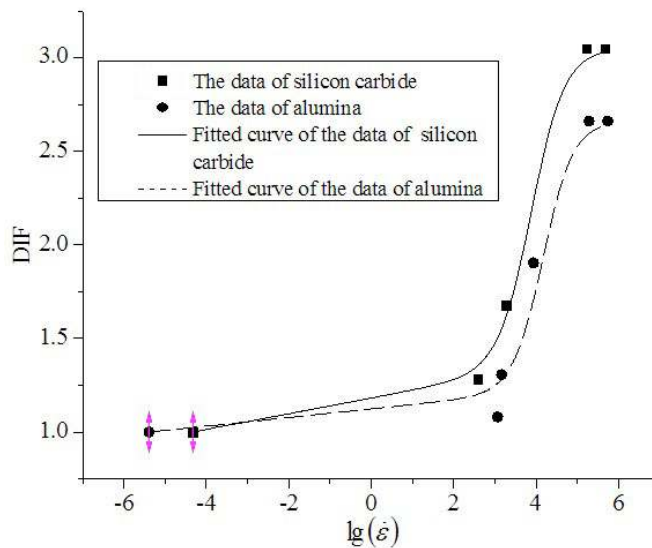 3.0
The data of silicon carbide
The data of alumina
Fitted curve of the data of silicon
carbide
Fitted curve of the data of alumina
2.5
2.0
DIF
1.5
1.0
-6 -4 -2 0 2 4 6
lg(ε̇)